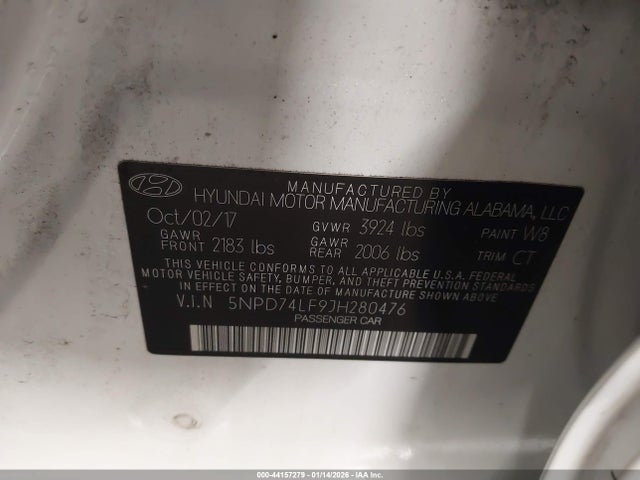 MANUFACTURED BY
HYUNDAI MOTOR MANUFACTURING ALABAMA, LLC
Oct/02/17 GVWR 3924 lbs PAINT W8
GAWR FRONT 2183 lbs GAWR REAR 2006 lbs TRIM CT
THIS VEHICLE CONFORMS TO ALL APPLICABLE U.S.A. FEDERAL
MOTOR VEHICLE SAFETY, BUMPER, AND THEFT PREVENTION STANDARDS
IN EFFECT ON THE DATE OF MANUFACTURE SHOWN ABOVE.
V.I.N 5NPD74LF9JH280476
PASSENGER CAR
000-44157279 - 01/14/2026 - IAA Inc.